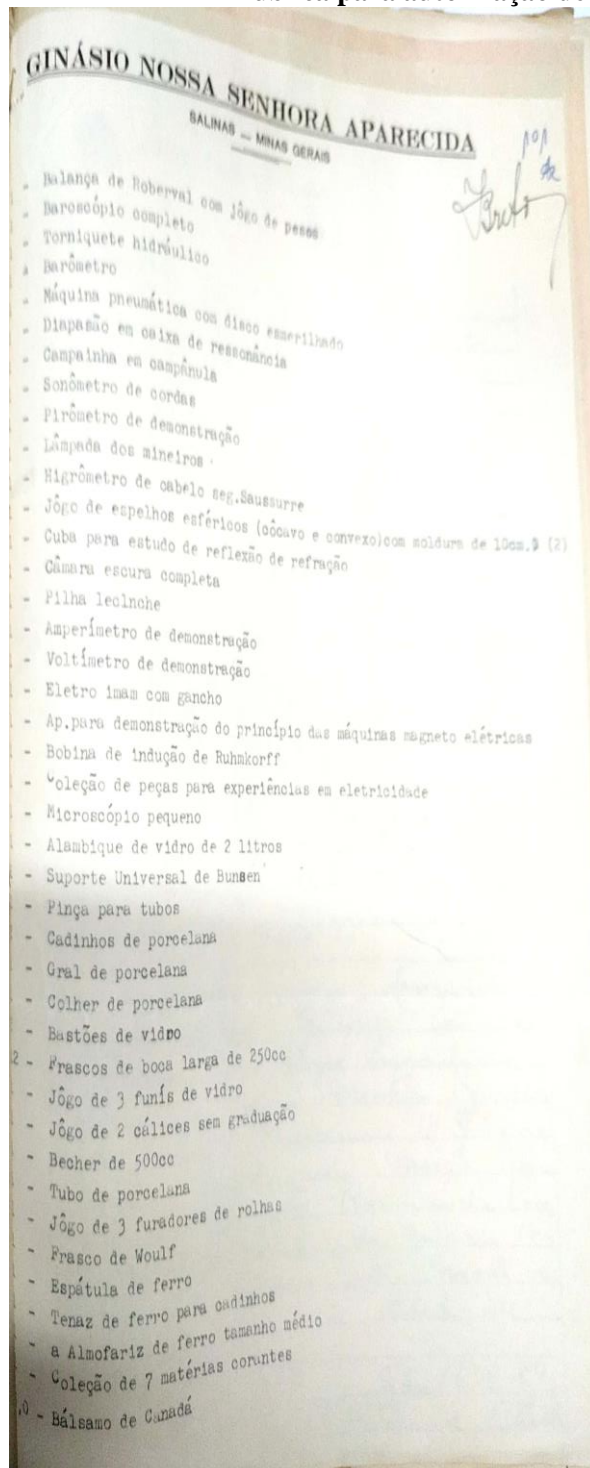 para
GINÁSIO NOSSA SENHORA APARECIDA
SALINAS — MINAS GERAIS
101
- Balança de Roberval com Jôgo de pesos
- Baroscópio completo
- Torniquete hidráulico
- Barômetro
- Máquina pneumática com disco esmerilhado
- Diapasão em caixa de ressonância
- Campainha em campânula
- Sonômetro de cordas
- Pirômetro de demonstração
- Lâmpada dos mineiros
- Higrômetro de cabelo seg.Saussurre
- Jôgo de espelhos esféricos (côcavo e convexo)com moldura de 10cm. (2)
- Cuba para estudo de reflexão de refração
- Câmara escura completa
- Pilha leclnche
- Amperímetro de demonstração
- Voltímetro de demonstração
- Eletro imam com gancho
- Ap.para demonstração do princípio das máquinas magneto elétricas
- Bobina de indução de Ruhmkorff
- Coleção de peças para experiências em eletricidade
- Microscópio pequeno
- Alambique de vidro de 2 litros
- Suporte Universal de Bunsen
- Pinça para tubos
- Cadinhos de porcelana
- Gral de porcelana
- Colher de porcelana
- Bastões de vidro
2 - Frascos de boca larga de 250cc
- Jôgo de 3 funís de vidro
- Jôgo de 2 cálices sem graduação
- Becher de 500cc
- Tubo de porcelana
- Jôgo de 3 furadores de rolhas
- Frasco de Woulf
- Espátula de ferro
- Tenaz de ferro para cadinhos
- a Almofariz de ferro tamanho médio
- Coleção de 7 matérias corantes
0 - Bálsamo de Canadá